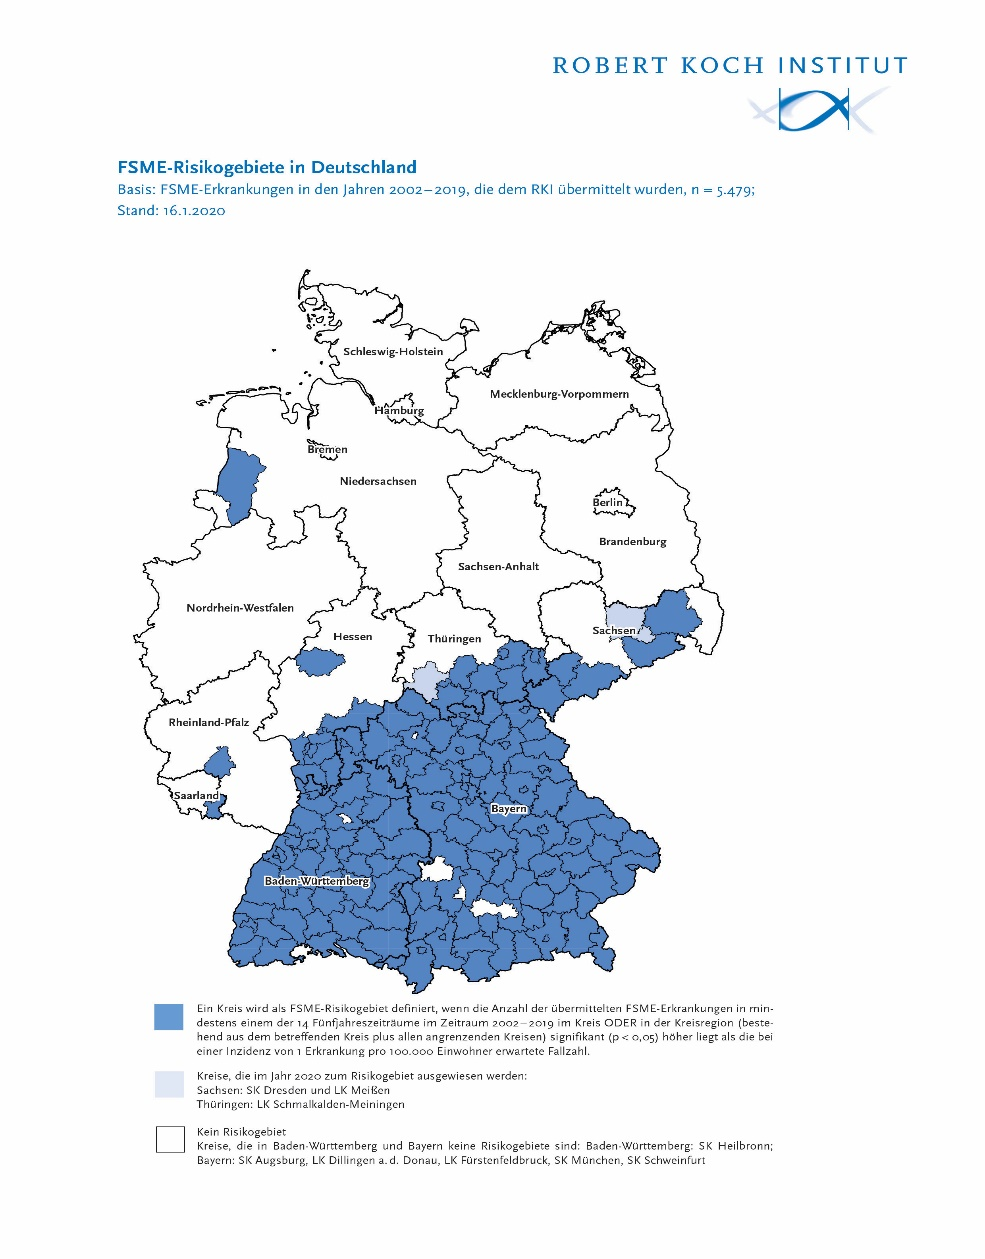 ROBERT KOCH INSTITUT
FSME-Risikogebiete in Deutschland
Basis: FSME-Erkrankungen in den Jahren 2002–2019, die dem RKI übermittelt wurden, n = 5.479;
Stand: 16.1.2020
Schleswig-Holstein
Mecklenburg-Vorpommern
Hamburg
Bremen
Niedersachsen
Berlin
Brandenburg
Sachsen-Anhalt
Nordrhein-Westfalen
Hessen
Thüringen
Sachsen
Rheinland-Pfalz
Saarland
Bayern
Baden-Württemberg
Ein Kreis wird als FSME-Risikogebiet definiert, wenn die Anzahl der übermittelten FSME-Erkrankungen in min-
destens einem der 14 Fünfjahreszeiträume im Zeitraum 2002–2019 im Kreis ODER in der Kreisregion (beste-
hend aus dem betreffenden Kreis plus allen angrenzenden Kreisen) signifikant (p < 0,05) höher liegt als die bei
einer Inzidenz von 1 Erkrankung pro 100.000 Einwohner erwartete Fallzahl.
Kreise, die im Jahr 2020 zum Risikogebiet ausgewiesen werden:
Sachsen: SK Dresden und LK Meißen
Thüringen: LK Schmalkalden-Meiningen
Kein Risikogebiet
Kreise, die in Baden-Württemberg und Bayern keine Risikogebiete sind: Baden-Württemberg: SK Heilbronn;
Bayern: SK Augsburg, LK Dillingen a. d. Donau, LK Fürstenfeldbruck, SK München, SK Schweinfurt